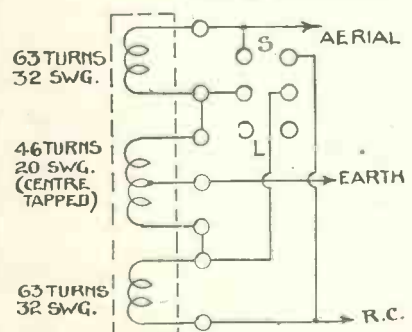 63 TURNS
32 SWG.
46 TURNS
20 SWG.
(CENTRE
TAPPED)
63 TURNS
32 SWG.
S
L
AERIAL
EARTH
R.C.